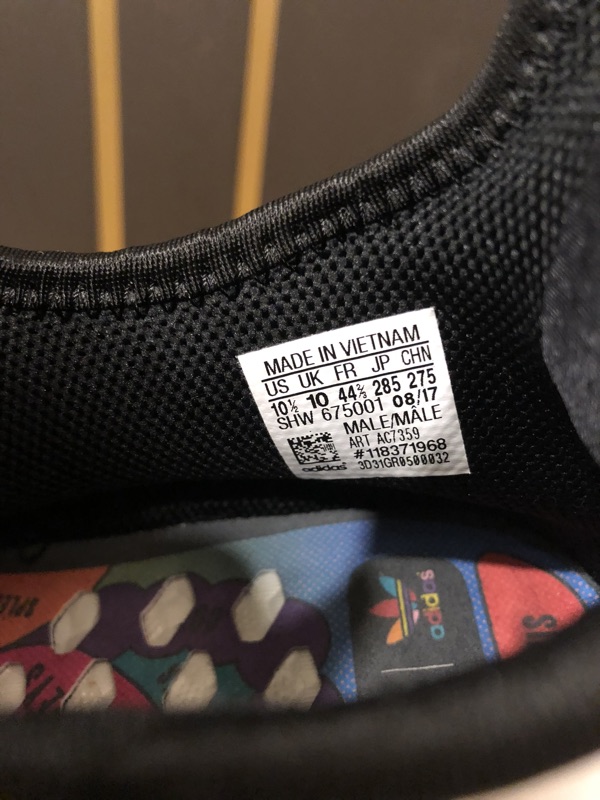 MADE IN VIETNAM
US UK FR JP CHN
10½ 10 44⅔ 285 275
SHW 675001 08/17
MALE/MÂLE
ART AC7359
#118371968
adidas 3D31GR0500032
adidas